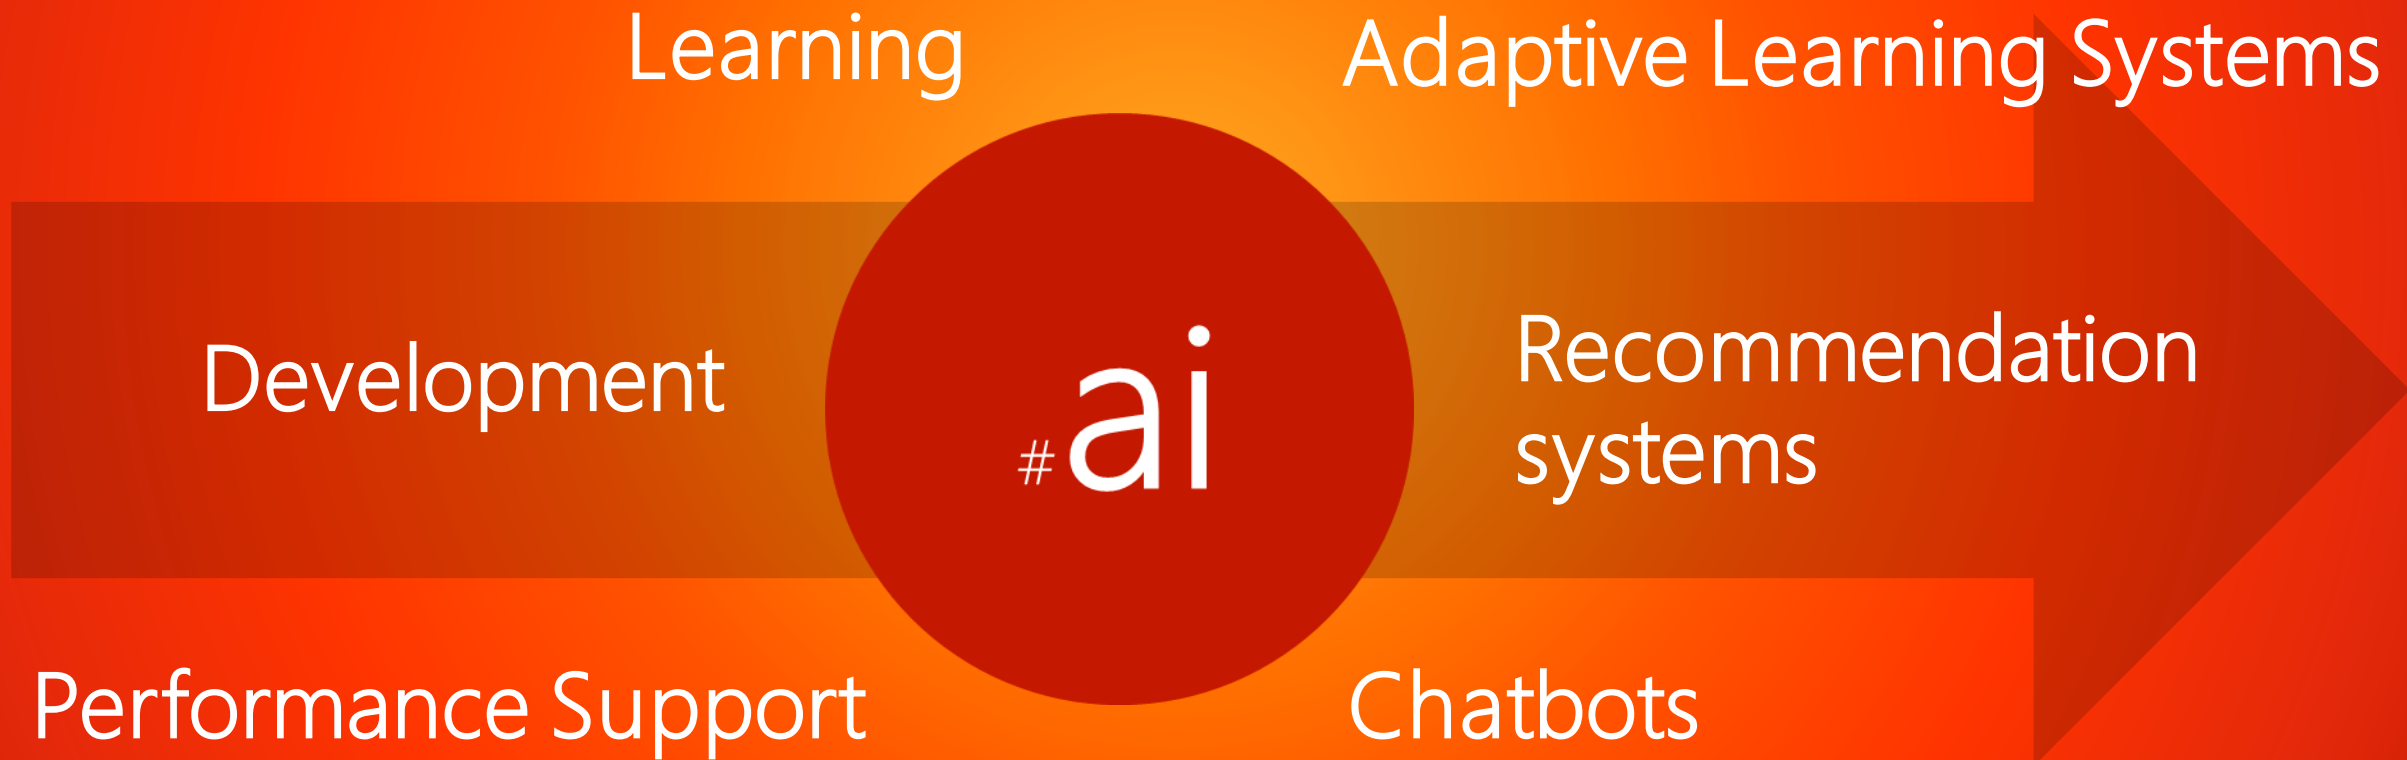 Learning
Adaptive Learning Systems
Development
#ai
Recommendation
systems
Performance Support
Chatbots